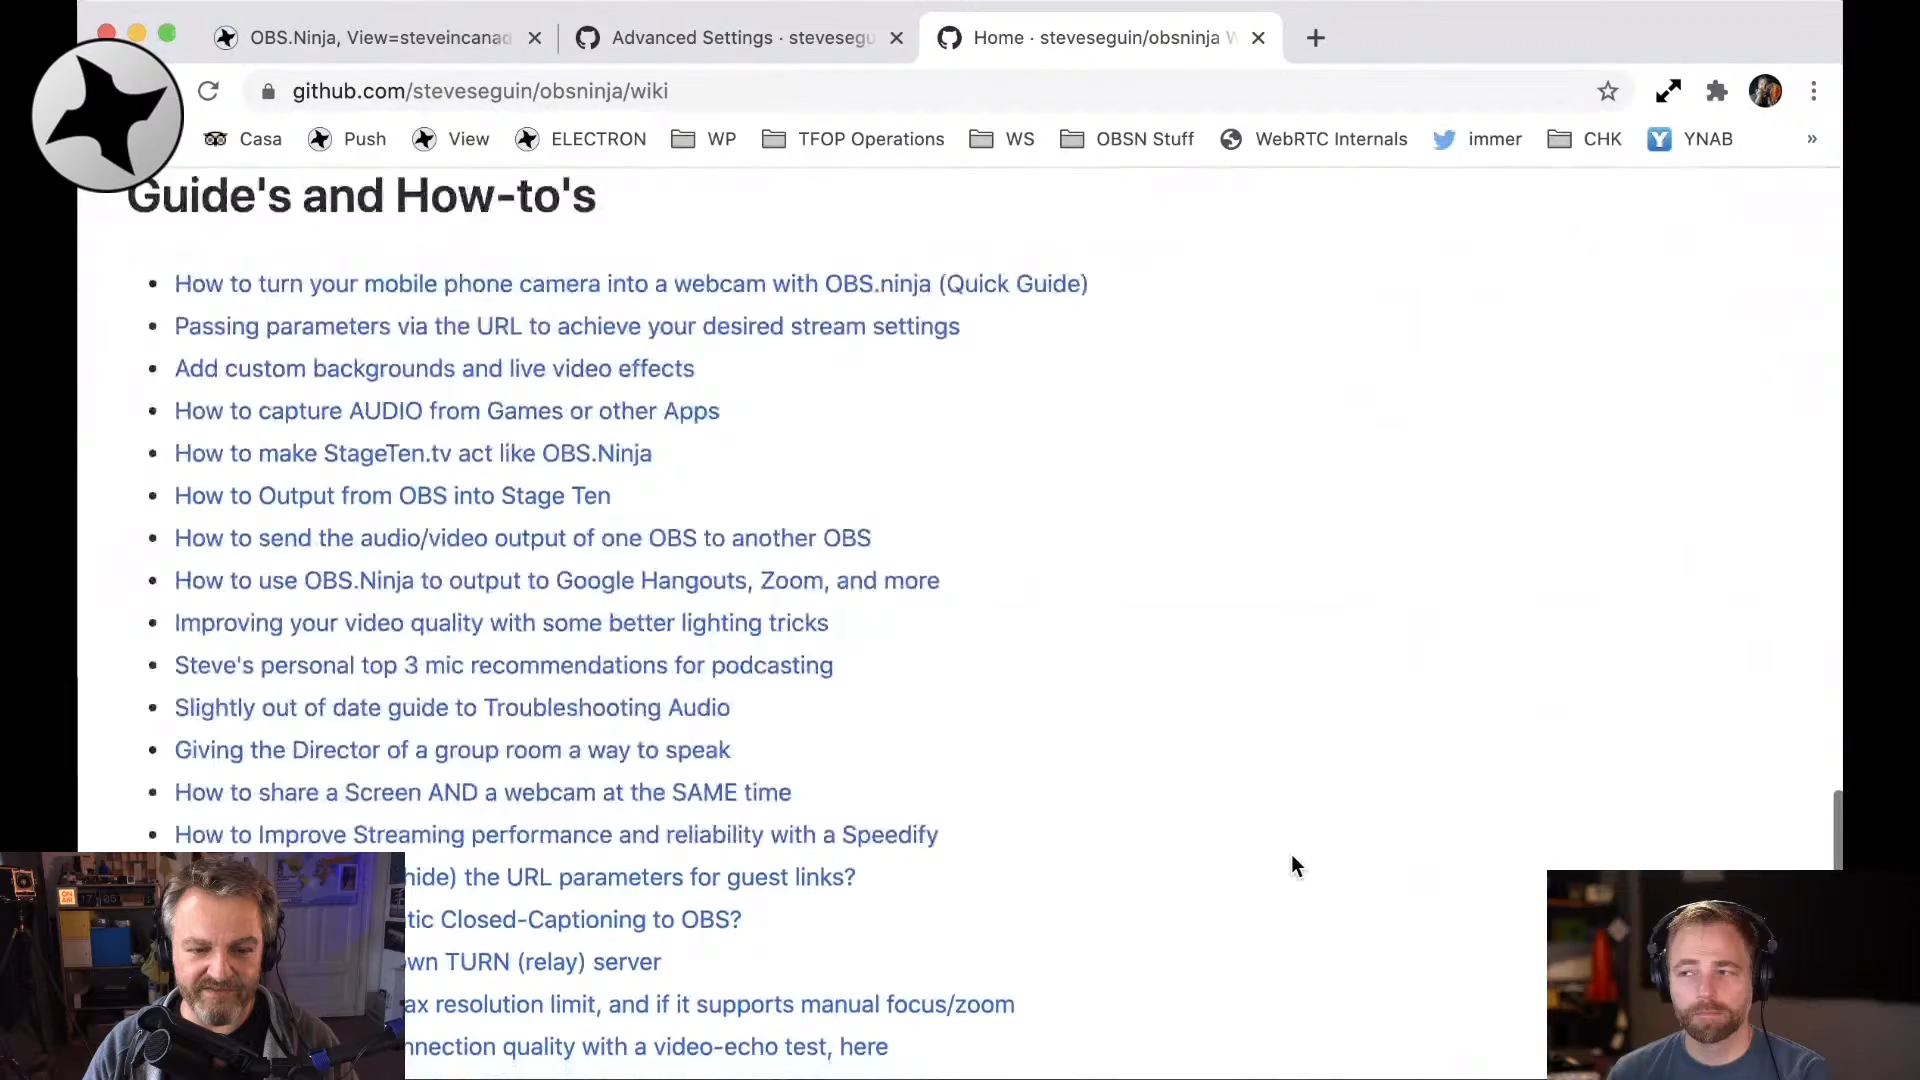 OBS.Ninja, View=steveincanad
Advanced Settings · stevesegu
Home · steveseguin/obsninja W
github.com/steveseguin/obsninja/wiki
Casa Push View ELECTRON WP TFOP Operations WS OBSN Stuff WebRTC Internals immer CHK Y YNAB »
Guide's and How-to's
• How to turn your mobile phone camera into a webcam with OBS.ninja (Quick Guide)
• Passing parameters via the URL to achieve your desired stream settings
• Add custom backgrounds and live video effects
• How to capture AUDIO from Games or other Apps
• How to make StageTen.tv act like OBS.Ninja
• How to Output from OBS into Stage Ten
• How to send the audio/video output of one OBS to another OBS
• How to use OBS.Ninja to output to Google Hangouts, Zoom, and more
• Improving your video quality with some better lighting tricks
• Steve's personal top 3 mic recommendations for podcasting
• Slightly out of date guide to Troubleshooting Audio
• Giving the Director of a group room a way to speak
• How to share a Screen AND a webcam at the SAME time
• How to Improve Streaming performance and reliability with a Speedify
hide) the URL parameters for guest links?
tic Closed-Captioning to OBS?
wn TURN (relay) server
ax resolution limit, and if it supports manual focus/zoom
nnection quality with a video-echo test, here
ON AIR